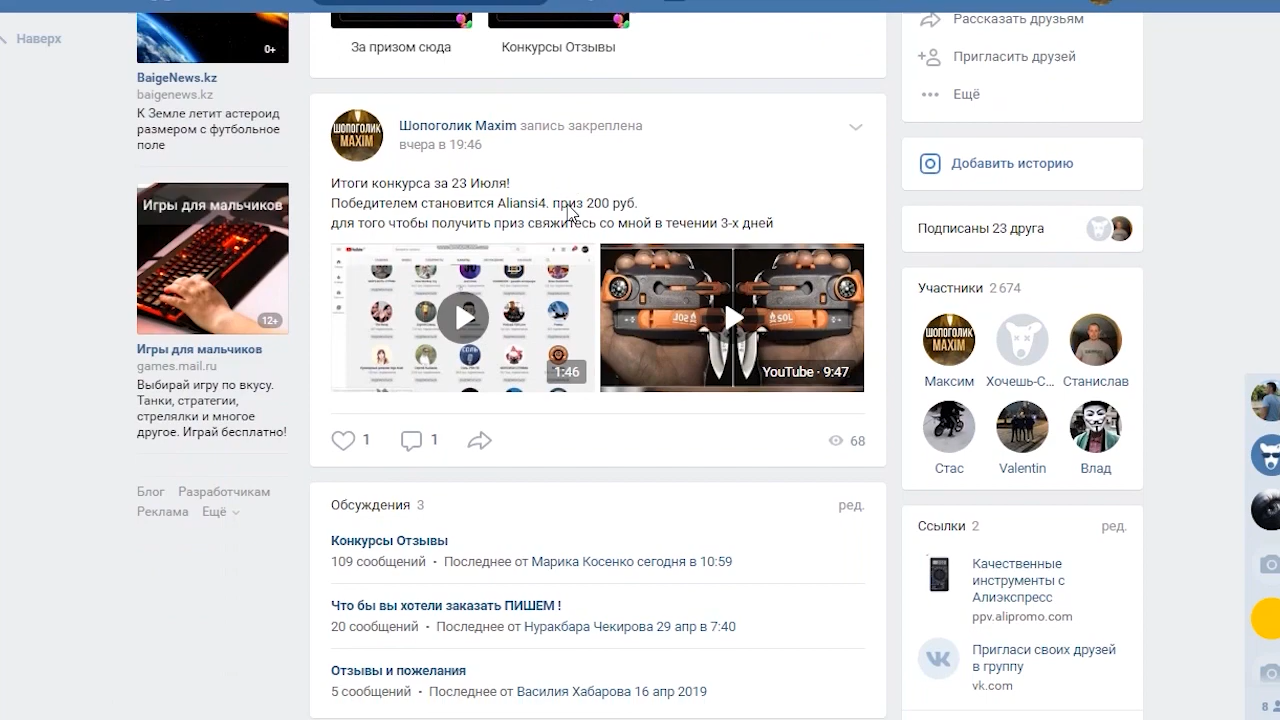 Наверх
0+
BaigeNews.kz
baigenews.kz
К Земле летит астероид
размером с футбольное
поле
Игры для мальчиков
12+
Игры для мальчиков
games.mail.ru
Выбирай игру по вкусу.
Танки, стратегии,
стрелялки и многое
другое. Играй бесплатно!
Блог Разработчикам
Реклама Ещё
За призом сюда
Конкурсы Отзывы
ШОПОГОЛИК
MAXIM
Шопоголик Maxim запись закреплена
вчера в 19:46
Итоги конкурса за 23 Июля!
Победителем становится Aliansi4. приз 200 руб.
для того чтобы получить приз свяжитесь со мной в течении 3-х дней
1:46
SOL
YouTube · 9:47
1
1
68
Обсуждения 3
ред.
Конкурсы Отзывы
109 сообщений · Последнее от Марика Косенко сегодня в 10:59
Что бы вы хотели заказать ПИШЕМ !
20 сообщений · Последнее от Нуракбара Чекирова 29 апр в 7:40
Отзывы и пожелания
5 сообщений · Последнее от Василия Хабарова 16 апр 2019
Рассказать друзьям
Пригласить друзей
Ещё
Добавить историю
Подписаны 23 друга
Участники 2 674
ШОПОГОЛИК
MAXIM
Максим
Хочешь-С...
Станислав
Стас
Valentin
Влад
Ссылки 2
ред.
Качественные
инструменты с
Алиэкспресс
ppv.alipromo.com
Пригласи своих друзей
в группу
vk.com
8